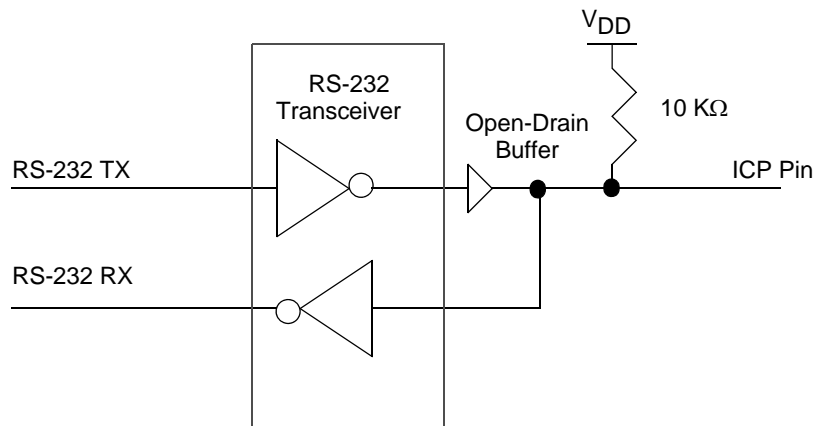 V_DD
RS-232
Transceiver
10 KΩ
Open-Drain
Buffer
RS-232 TX
ICP Pin
RS-232 RX